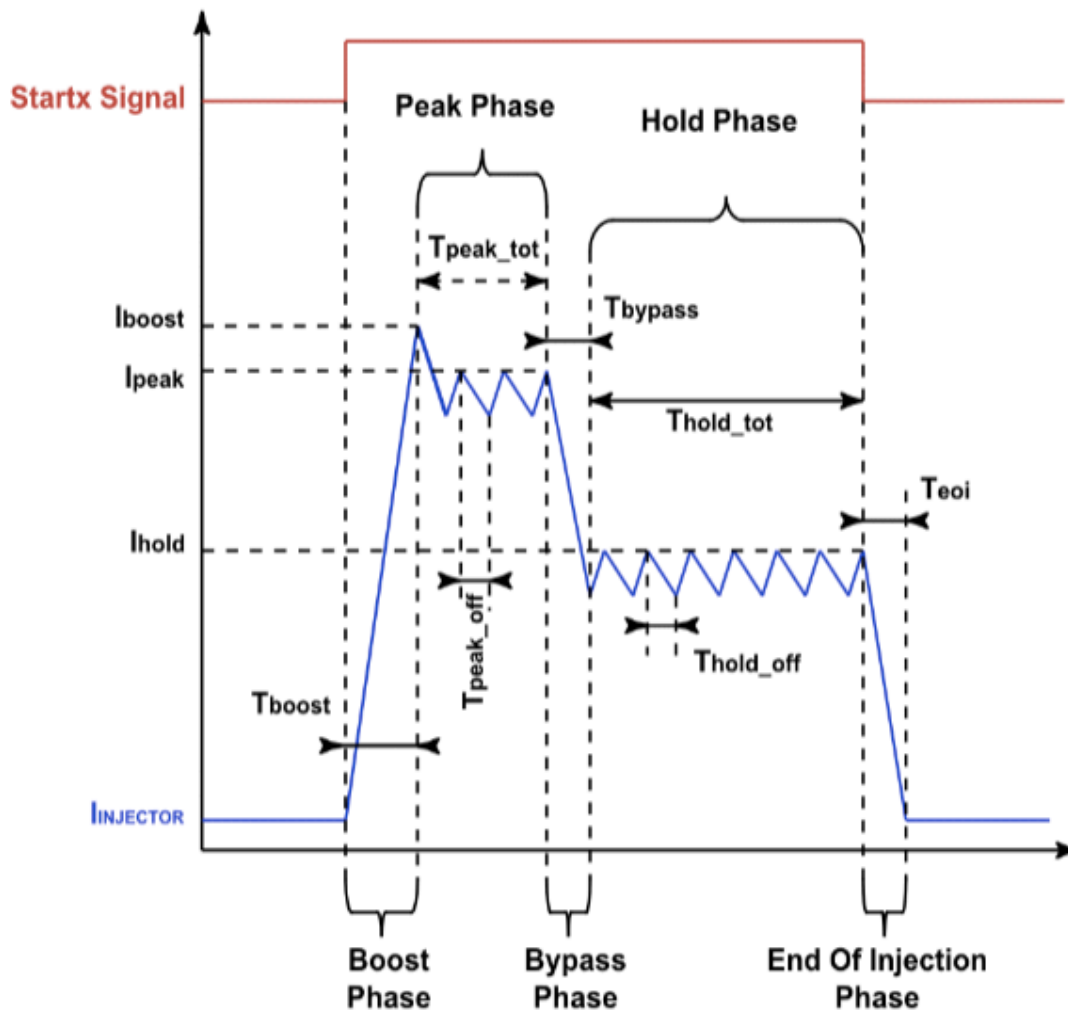 Startx Signal
Peak Phase
Hold Phase
Tpeak_tot
Tbypass
Iboost
Ipeak
Thold_tot
Teoi
Ihold
Tpeak_off
Thold_off
Tboost
IINJECTOR
Boost
Phase
Bypass
Phase
End Of Injection
Phase